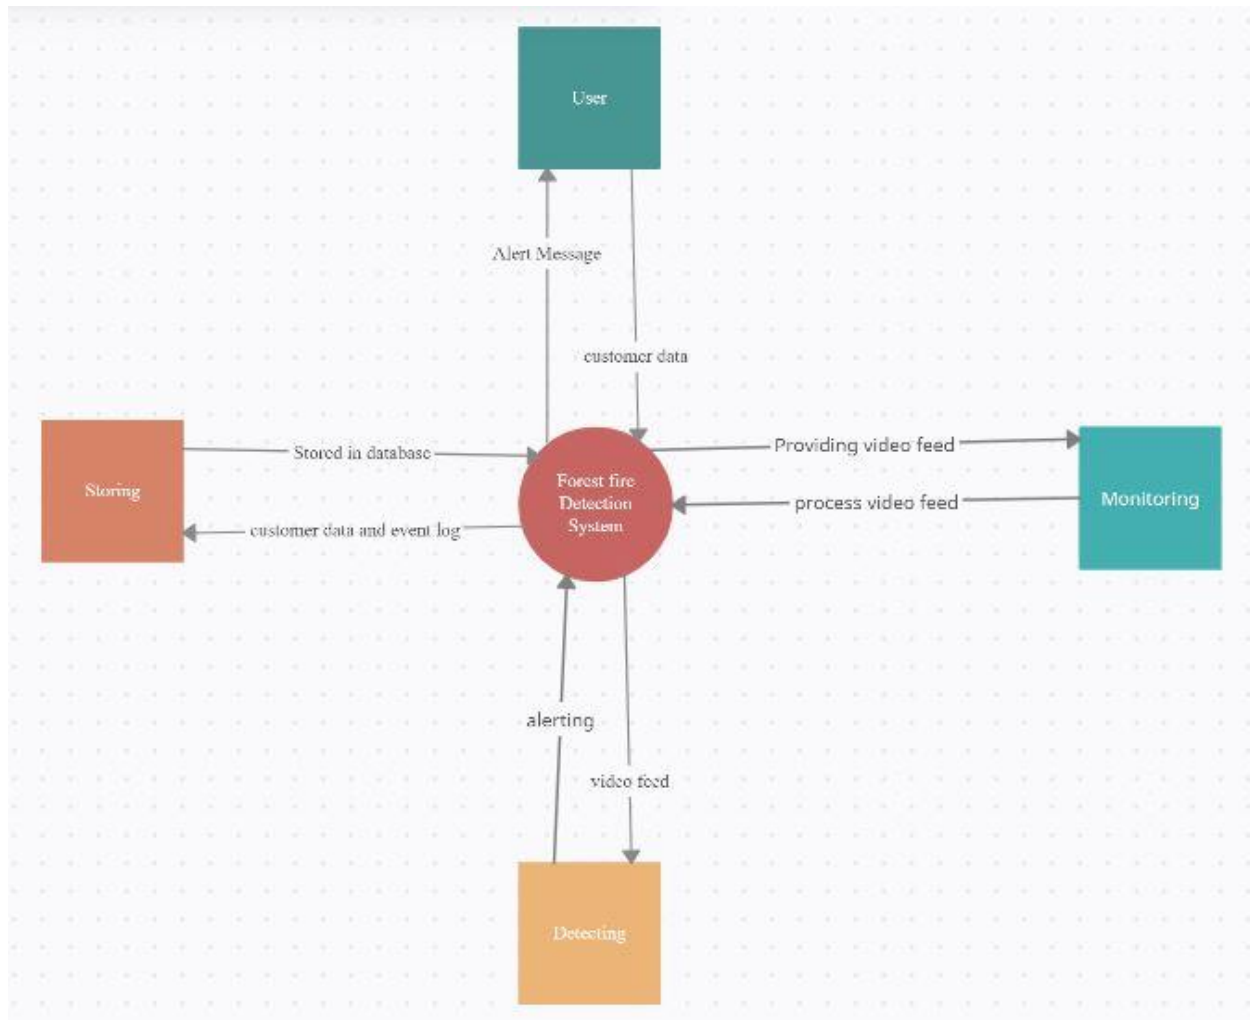 User
Alert Message
customer data
Stored in database
Providing video feed
Storing
Forest fire
Detection
System
process video feed
Monitoring
customer data and event log
alerting
video feed
Detecting